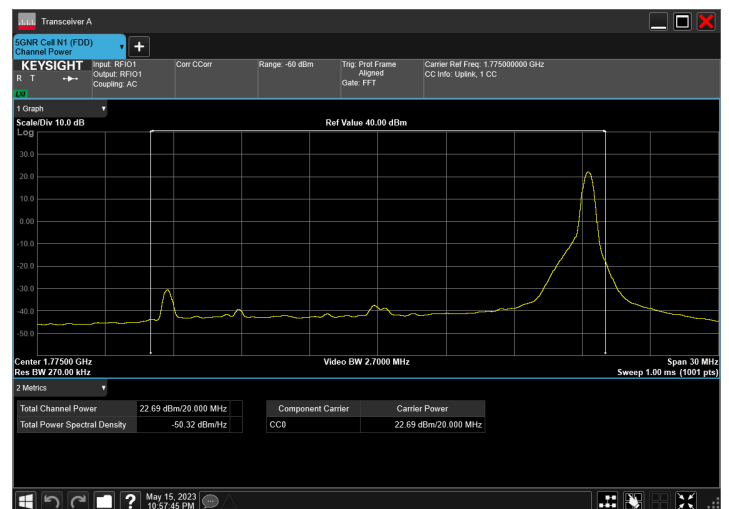 Transceiver A
5GNR Cell N1 (FDD)
Channel Power
KEYSIGHT
R T
LXI
Input: RFIO1
Output: RFIO1
Coupling: AC
Corr CCorr
Range: -60 dBm
Trig: Prot Frame
Aligned
Gate: FFT
Carrier Ref Freq: 1.775000000 GHz
CC Info: Uplink, 1 CC
1 Graph
Scale/Div 10.0 dB
Ref Value 40.00 dBm
Log
30.0
20.0
10.0
0.00
-10.0
-20.0
-30.0
-40.0
-50.0
Center 1.77500 GHz
Video BW 2.7000 MHz
Span 30 MHz
Res BW 270.00 kHz
Sweep 1.00 ms (1001 pts)
2 Metrics
Total Channel Power 22.69 dBm/20.000 MHz
Total Power Spectral Density -50.32 dBm/Hz
Component Carrier Carrier Power
CC0 22.69 dBm/20.000 MHz
?
May 15, 2023
10:57:45 PM